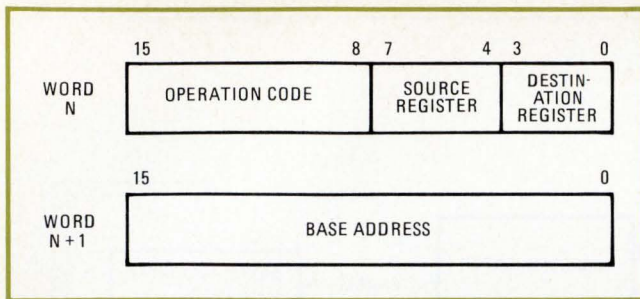 15 8 7 4 3 0
WORD
N
OPERATION CODE
SOURCE
REGISTER
DESTIN-
ATION
REGISTER
15 0
WORD
N+1
BASE ADDRESS